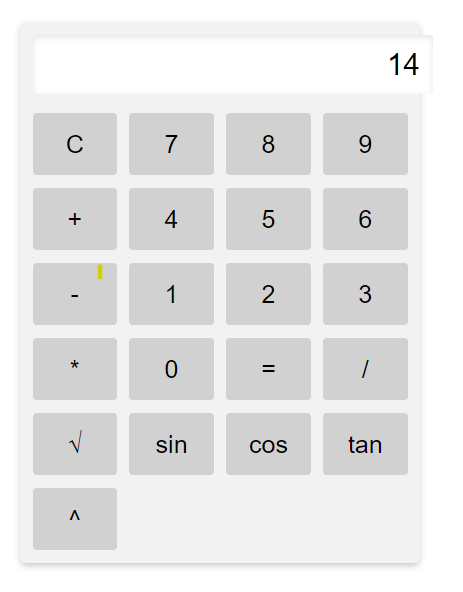 14
C 7 8 9
+ 4 5 6
- 1 2 3
* 0 = /
√ sin cos tan
^